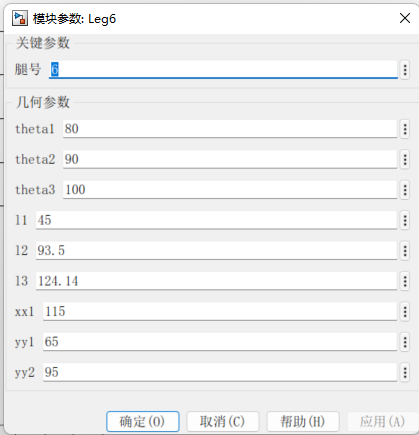 模块参数: Leg6
关键参数
腿号 6
几何参数
theta1 80
theta2 90
theta3 100
l1 45
l2 93.5
l3 124.14
xx1 115
yy1 65
yy2 95
确定(O) 取消(C) 帮助(H) 应用(A)